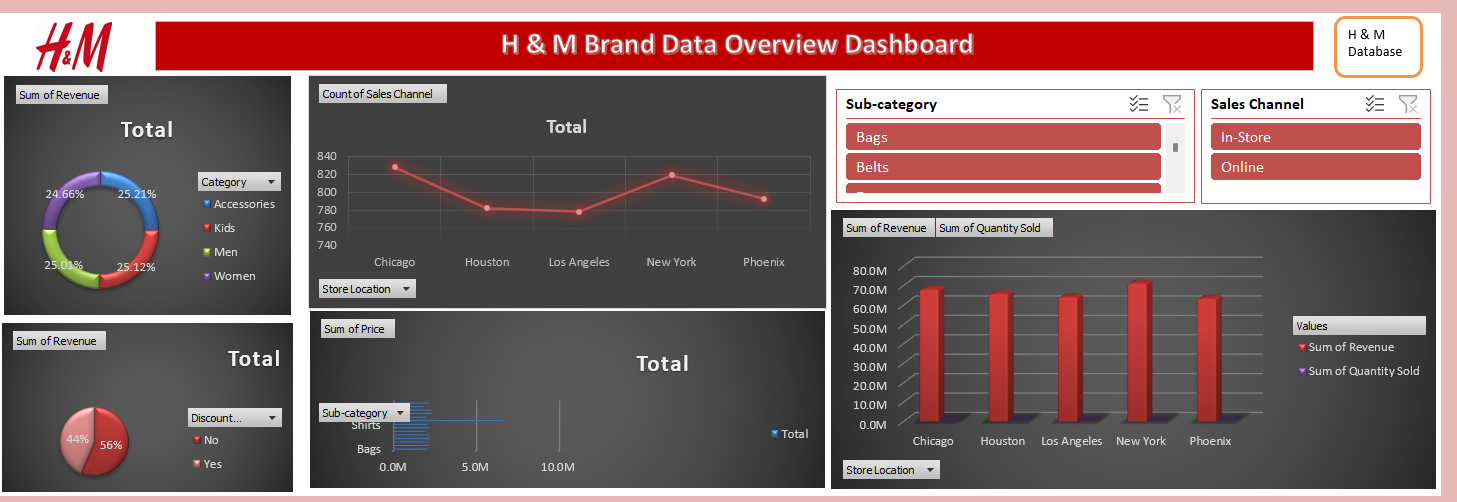 H&M
H & M Brand Data Overview Dashboard
H & M
Database
Sum of Revenue
Total
24.66%
25.21%
25.01%
25.12%
Category
Accessories
Kids
Men
Women
Count of Sales Channel
Total
840
820
800
780
760
740
Chicago Houston Los Angeles New York Phoenix
Store Location
Sub-category
Bags
Belts
Sales Channel
In-Store
Online
Sum of Revenue
Total
44%
56%
Discount...
No
Yes
Sum of Price
Total
Sub-category
Shirts
Bags
0.0M 5.0M 10.0M
Total
Sum of Revenue Sum of Quantity Sold
80.0M
70.0M
60.0M
50.0M
40.0M
30.0M
20.0M
10.0M
0.0M
Chicago Houston Los Angeles New York Phoenix
Values
Sum of Revenue
Sum of Quantity Sold
Store Location